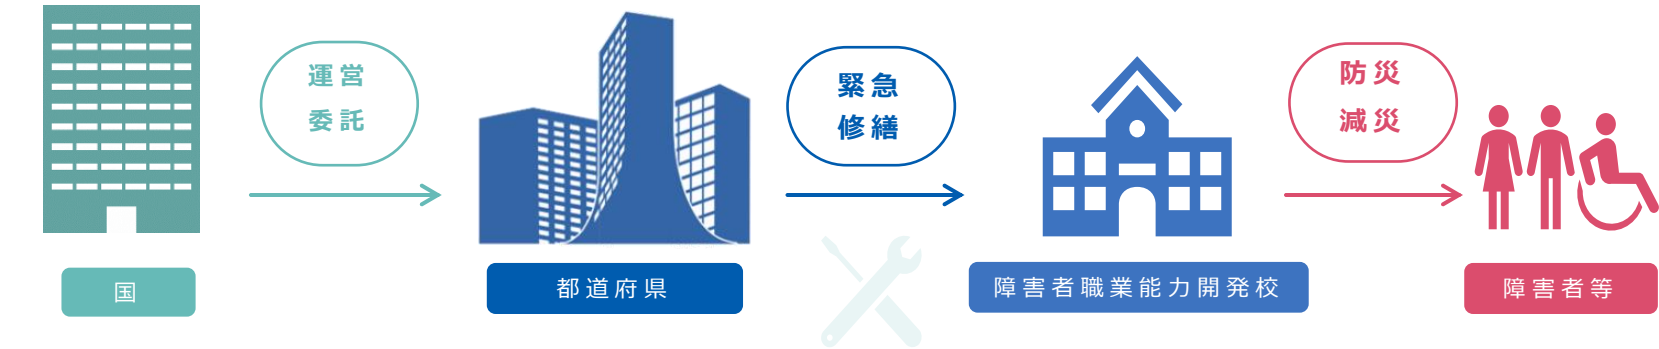 運営
委託
緊急
修繕
防災
減災
国
都道府県
障害者職業能力開発校
障害者等